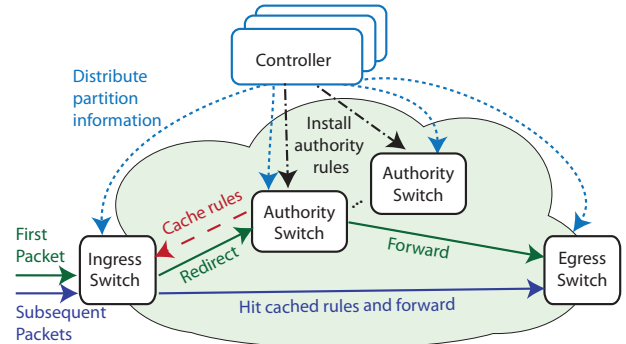 Controller
Distribute
partition
information
Install
authority
rules
Authority
Switch
Cache rules
Authority
Switch
...
First
Packet
Ingress
Switch
Redirect
Forward
Egress
Switch
Hit cached rules and forward
Subsequent
Packets